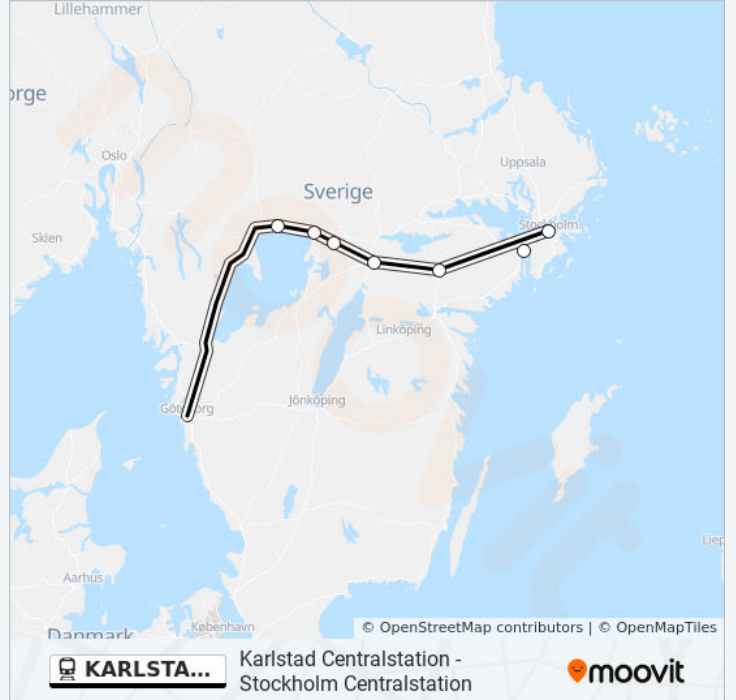 Lillehammer
orge
Oslo
Uppsala
Sverige
Skien
Stockholm
Linköping
Jönköping
Göteborg
Liep
Aarhus
København
© OpenStreetMap contributors | © OpenMapTiles
Danmark
KARLSTA...
Karlstad Centralstation -
Stockholm Centralstation
moovit